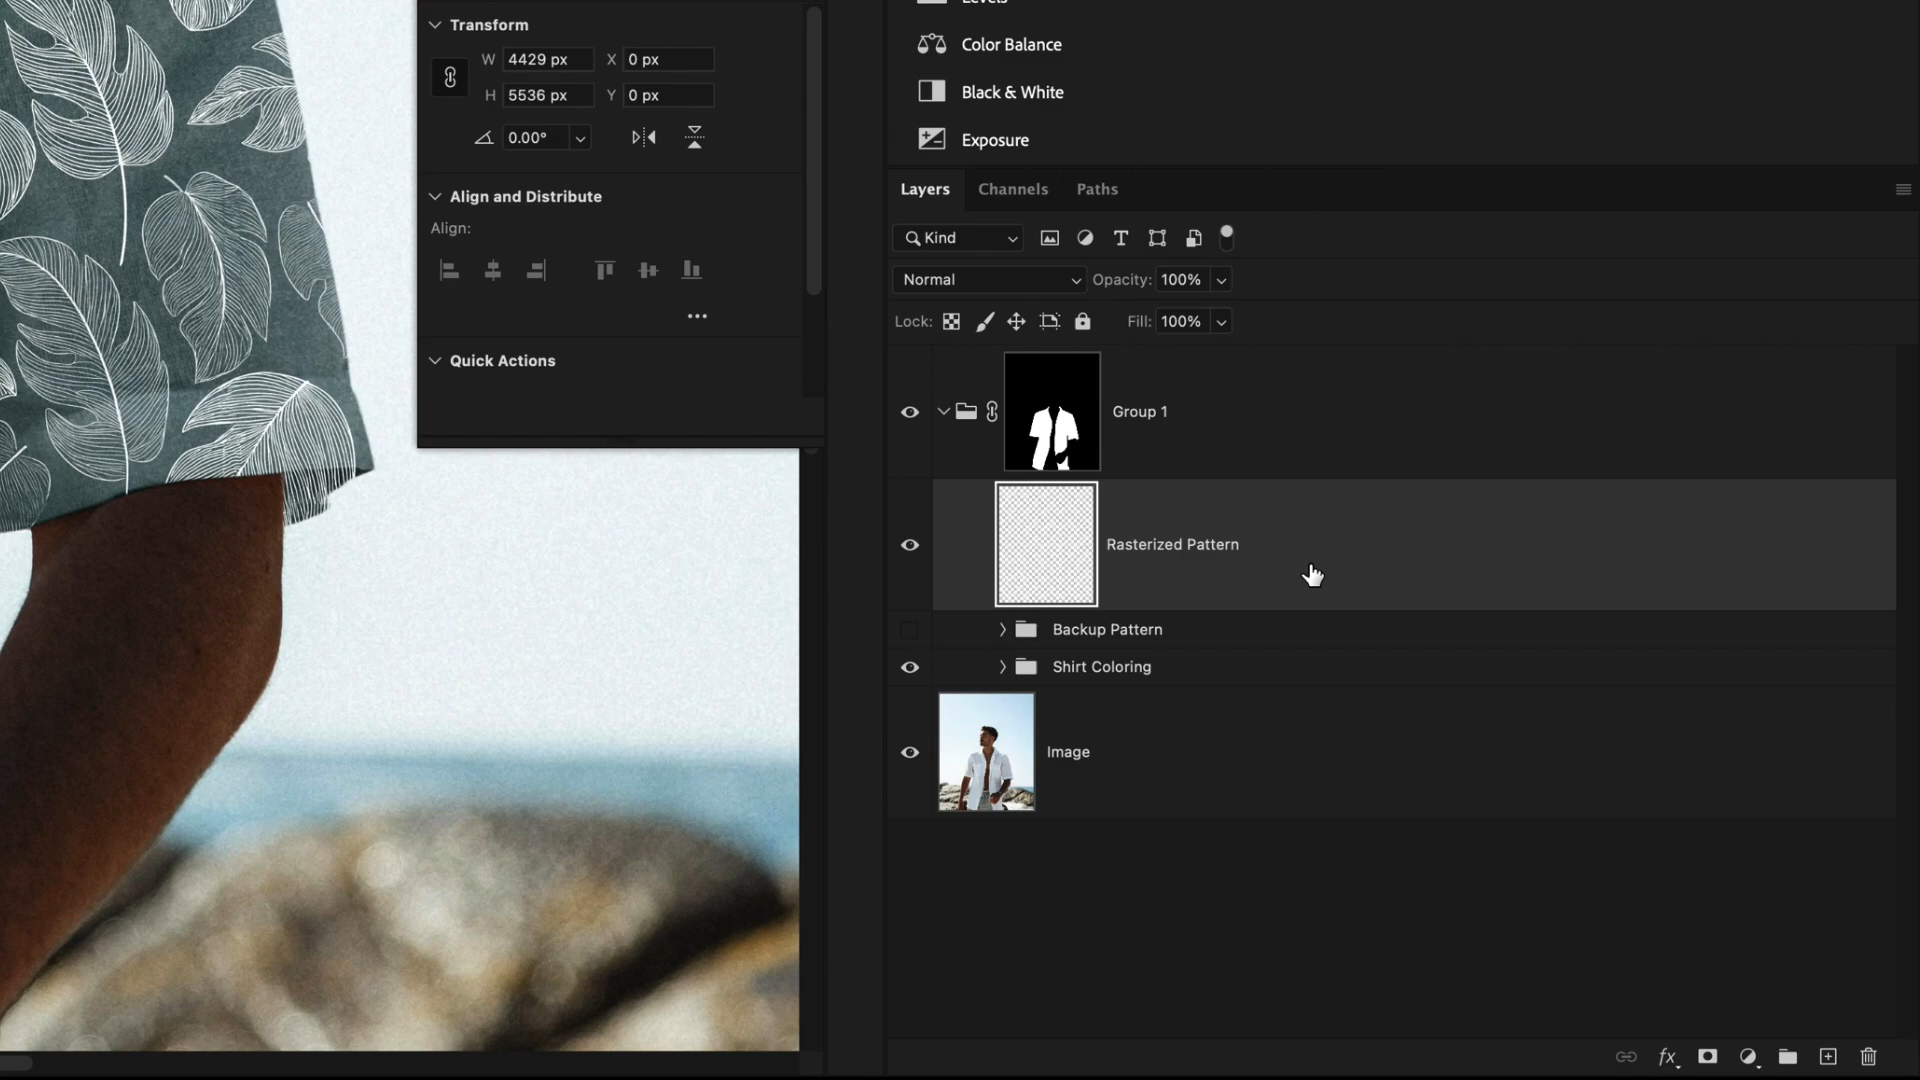 Transform
W 4429 px X 0 px
H 5536 px Y 0 px
0.00°
Align and Distribute
Align:
Quick Actions
Levels
Color Balance
Black & White
Exposure
Layers Channels Paths
Kind
Normal Opacity: 100%
Lock: Fill: 100%
Group 1
Rasterized Pattern
Backup Pattern
Shirt Coloring
Image
fx